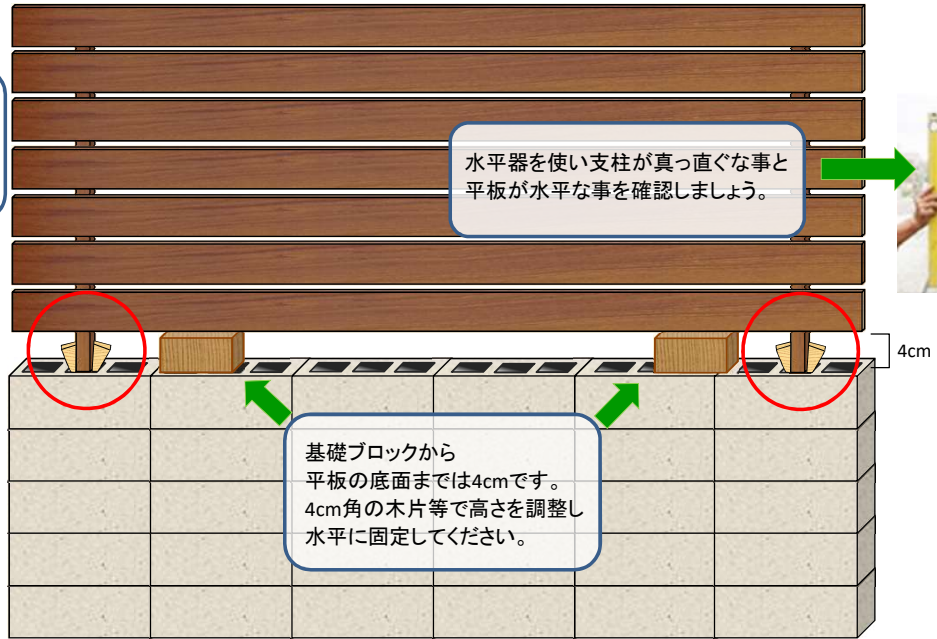 水平器を使い支柱が真っ直ぐな事と
平板が水平な事を確認しましょう。
4cm
基礎ブロックから
平板の底面までは4cmです。
4cm角の木片等で高さを調整し
水平に固定してください。